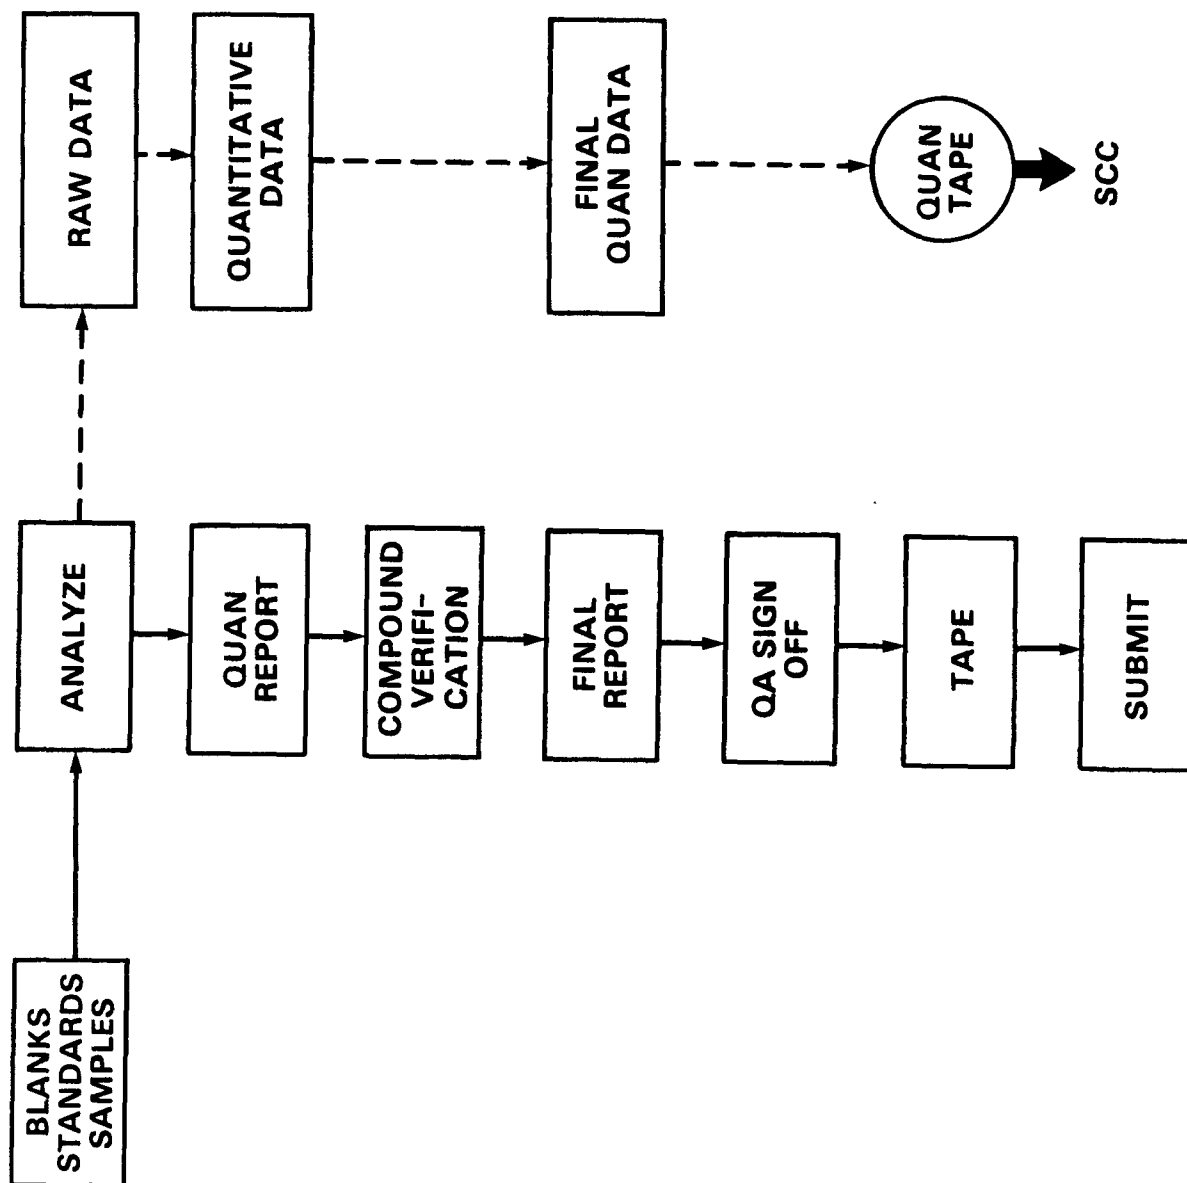 BLANKS
STANDARDS
SAMPLES
ANALYZE
RAW DATA
QUAN
REPORT
QUANTITATIVE
DATA
COMPOUND
VERIFI-
CATION
FINAL
REPORT
FINAL
QUAN DATA
QA SIGN
OFF
TAPE
QUAN
TAPE
SUBMIT
SCC